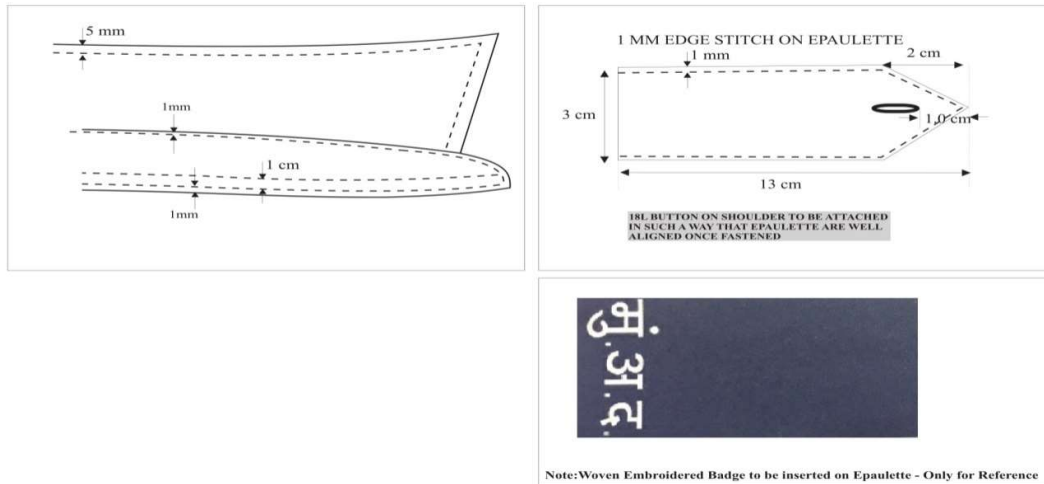 5 mm
1mm
1 cm
1mm
1 MM EDGE STITCH ON EPAULETTE
1 mm
2 cm
3 cm
1,0 cm
13 cm
18L BUTTON ON SHOULDER TO BE ATTACHED
IN SUCH A WAY THAT EPAULETTE ARE WELL
ALIGNED ONCE FASTENED
मुं.अ.द.
Note:Woven Embroidered Badge to be inserted on Epaulette - Only for Reference